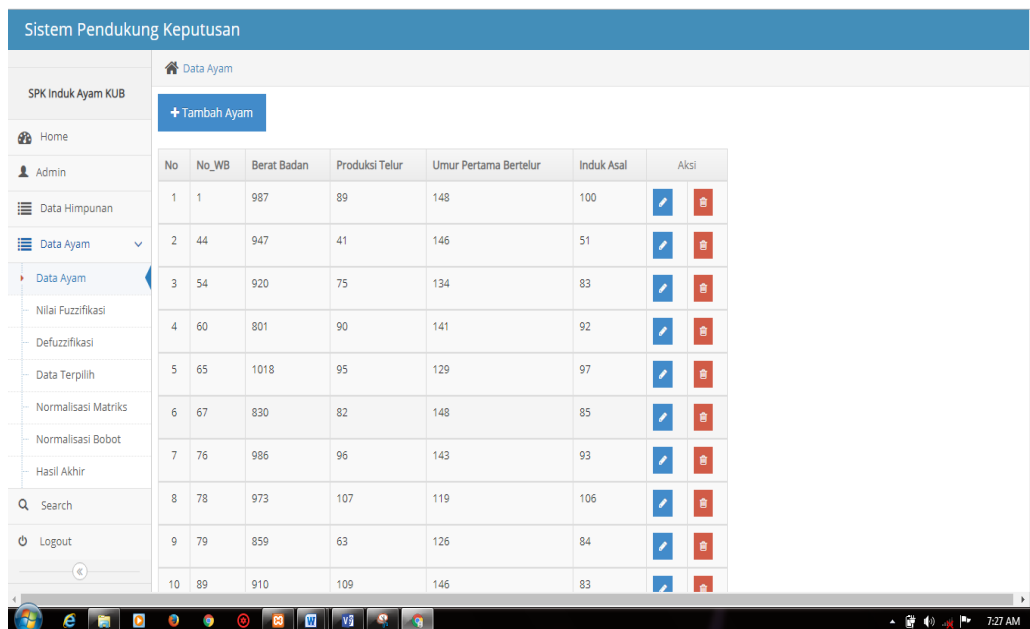 Sistem Pendukung Keputusan
SPK Induk Ayam KUB
Home
Admin
Data Himpunan
Data Ayam
Data Ayam
Nilai Fuzzifikasi
Defuzzifikasi
Data Terpilih
Normalisasi Matriks
Normalisasi Bobot
Hasil Akhir
Search
Logout
Data Ayam
+ Tambah Ayam
No No_WB Berat Badan Produksi Telur Umur Pertama Bertelur Induk Asal Aksi
1 1 987 89 148 100
2 44 947 41 146 51
3 54 920 75 134 83
4 60 801 90 141 92
5 65 1018 95 129 97
6 67 830 82 148 85
7 76 986 96 143 93
8 78 973 107 119 106
9 79 859 63 126 84
10 89 910 109 146 83
7:27 AM